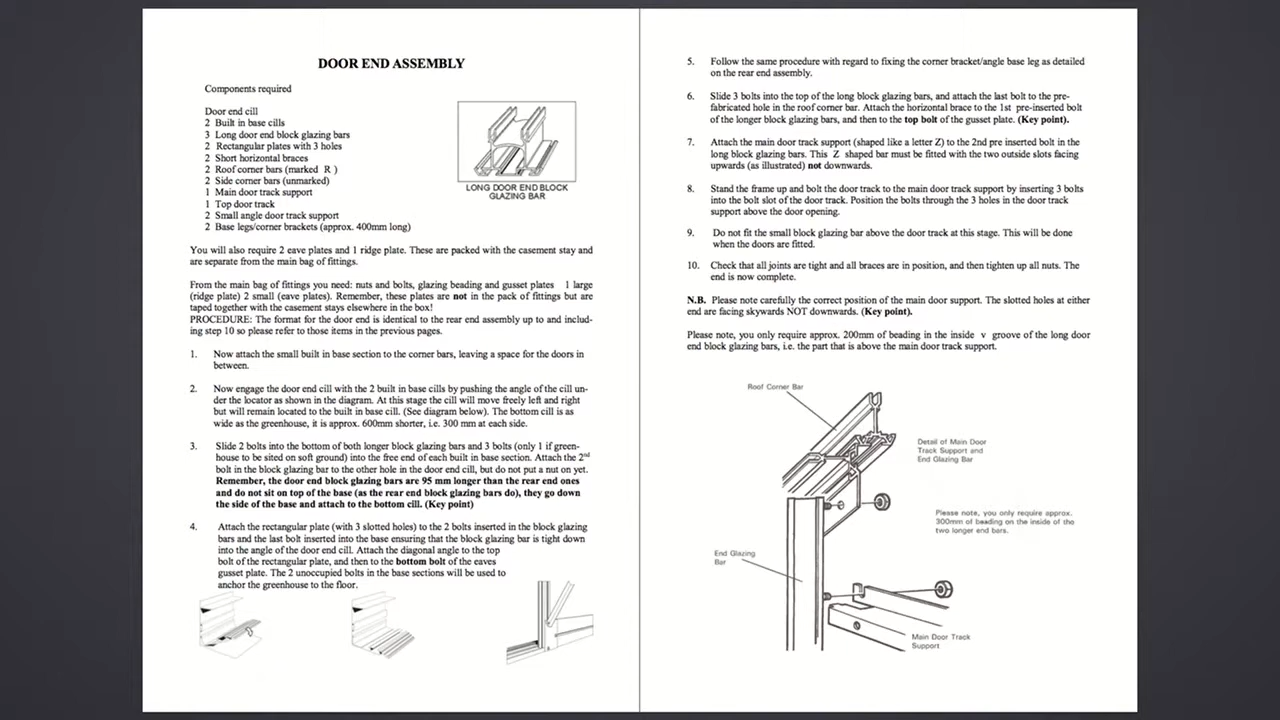 DOOR END ASSEMBLY
Components required
Door end cill
2 Built in base cills
3 Long door end block glazing bars
2 Rectangular plates with 3 holes
2 Short horizontal braces
2 Roof corner bars (marked R )
2 Side corner bars (unmarked)
1 Main door track support
1 Top door track
2 Small angle door track support
2 Base legs/corner brackets (approx. 400mm long)
LONG DOOR END BLOCK
GLAZING BAR
You will also require 2 eave plates and 1 ridge plate. These are packed with the casement stay and
are separate from the main bag of fittings.
From the main bag of fittings you need: nuts and bolts, glazing beading and gusset plates 1 large
(ridge plate) 2 small (eave plates). Remember, these plates are not in the pack of fittings but are
taped together with the casement stays elsewhere in the box!
PROCEDURE: The format for the door end is identical to the rear end assembly up to and includ-
ing step 10 so please refer to those items in the previous pages.
1. Now attach the small built in base section to the corner bars, leaving a space for the doors in
between.
2. Now engage the door end cill with the 2 built in base cills by pushing the angle of the cill un-
der the locator as shown in the diagram. At this stage the cill will move freely left and right
but will remain located to the built in base cill. (See diagram below). The bottom cill is as
wide as the greenhouse, it is approx. 600mm shorter, i.e. 300 mm at each side.
3. Slide 2 bolts into the bottom of both longer block glazing bars and 3 bolts (only 1 if green-
house to be sited on soft ground) into the free end of each built in base section. Attach the 2nd
bolt in the block glazing bar to the other hole in the door end cill, but do not put a nut on yet.
Remember, the door end block glazing bars are 95 mm longer than the rear end ones
and do not sit on top of the base (as the rear end block glazing bars do), they go down
the side of the base and attach to the bottom cill. (Key point)
4. Attach the rectangular plate (with 3 slotted holes) to the 2 bolts inserted in the block glazing
bars and the last bolt inserted into the base ensuring that the block glazing bar is tight down
into the angle of the door end cill. Attach the diagonal angle to the top
bolt of the rectangular plate, and then to the bottom bolt of the eaves
gusset plate. The 2 unoccupied bolts in the base sections will be used to
anchor the greenhouse to the floor.
5. Follow the same procedure with regard to fixing the corner bracket/angle base leg as detailed
on the rear end assembly.
6. Slide 3 bolts into the top of the long block glazing bars, and attach the last bolt to the pre-
fabricated hole in the roof corner bar. Attach the horizontal brace to the 1st pre-inserted bolt
of the longer block glazing bars, and then to the top bolt of the gusset plate. (Key point).
7. Attach the main door track support (shaped like a letter Z) to the 2nd pre inserted bolt in the
long block glazing bars. This Z shaped bar must be fitted with the two outside slots facing
upwards (as illustrated) not downwards.
8. Stand the frame up and bolt the door track to the main door track support by inserting 3 bolts
into the bolt slot of the door track. Position the bolts through the 3 holes in the door track
support above the door opening.
9. Do not fit the small block glazing bar above the door track at this stage. This will be done
when the doors are fitted.
10. Check that all joints are tight and all braces are in position, and then tighten up all nuts. The
end is now complete.
N.B. Please note carefully the correct position of the main door support. The slotted holes at either
end are facing skywards NOT downwards. (Key point).
Please note, you only require approx. 200mm of beading in the inside v groove of the long door
end block glazing bars, i.e. the part that is above the main door track support.
Roof Corner Bar
Detail of Main Door
Track Support and
End Glazing Bar
Please note, you only require approx.
300mm of beading on the inside of the
two longer end bars.
End Glazing
Bar
Main Door Track
Support